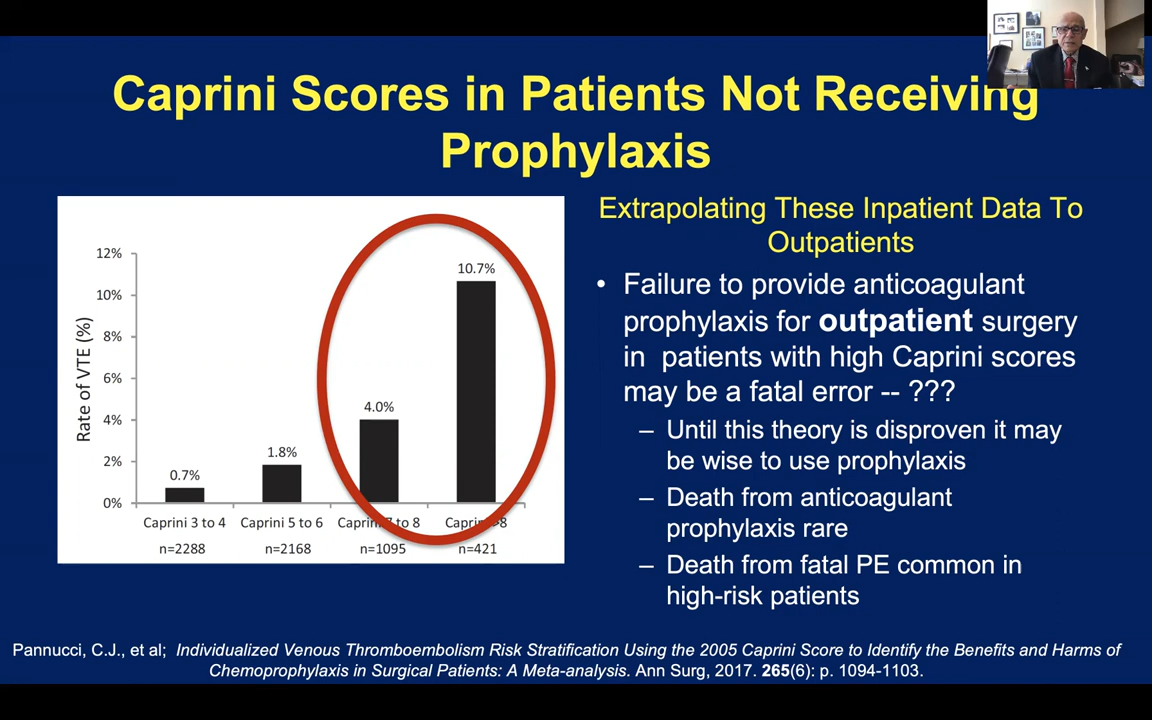 Caprini Scores in Patients Not Receiving
Prophylaxis
12%
10%
8%
6%
4%
2%
0%
Rate of VTE (%)
0.7%
1.8%
4.0%
10.7%
Caprini 3 to 4
Caprini 5 to 6
Caprini 7 to 8
Caprini >8
n=2288
n=2168
n=1095
n=421
Extrapolating These Inpatient Data To
Outpatients
• Failure to provide anticoagulant
prophylaxis for outpatient surgery
in patients with high Caprini scores
may be a fatal error -- ???
– Until this theory is disproven it may
be wise to use prophylaxis
– Death from anticoagulant
prophylaxis rare
– Death from fatal PE common in
high-risk patients
Pannucci, C.J., et al; Individualized Venous Thromboembolism Risk Stratification Using the 2005 Caprini Score to Identify the Benefits and Harms of
Chemoprophylaxis in Surgical Patients: A Meta-analysis. Ann Surg, 2017. 265(6): p. 1094-1103.